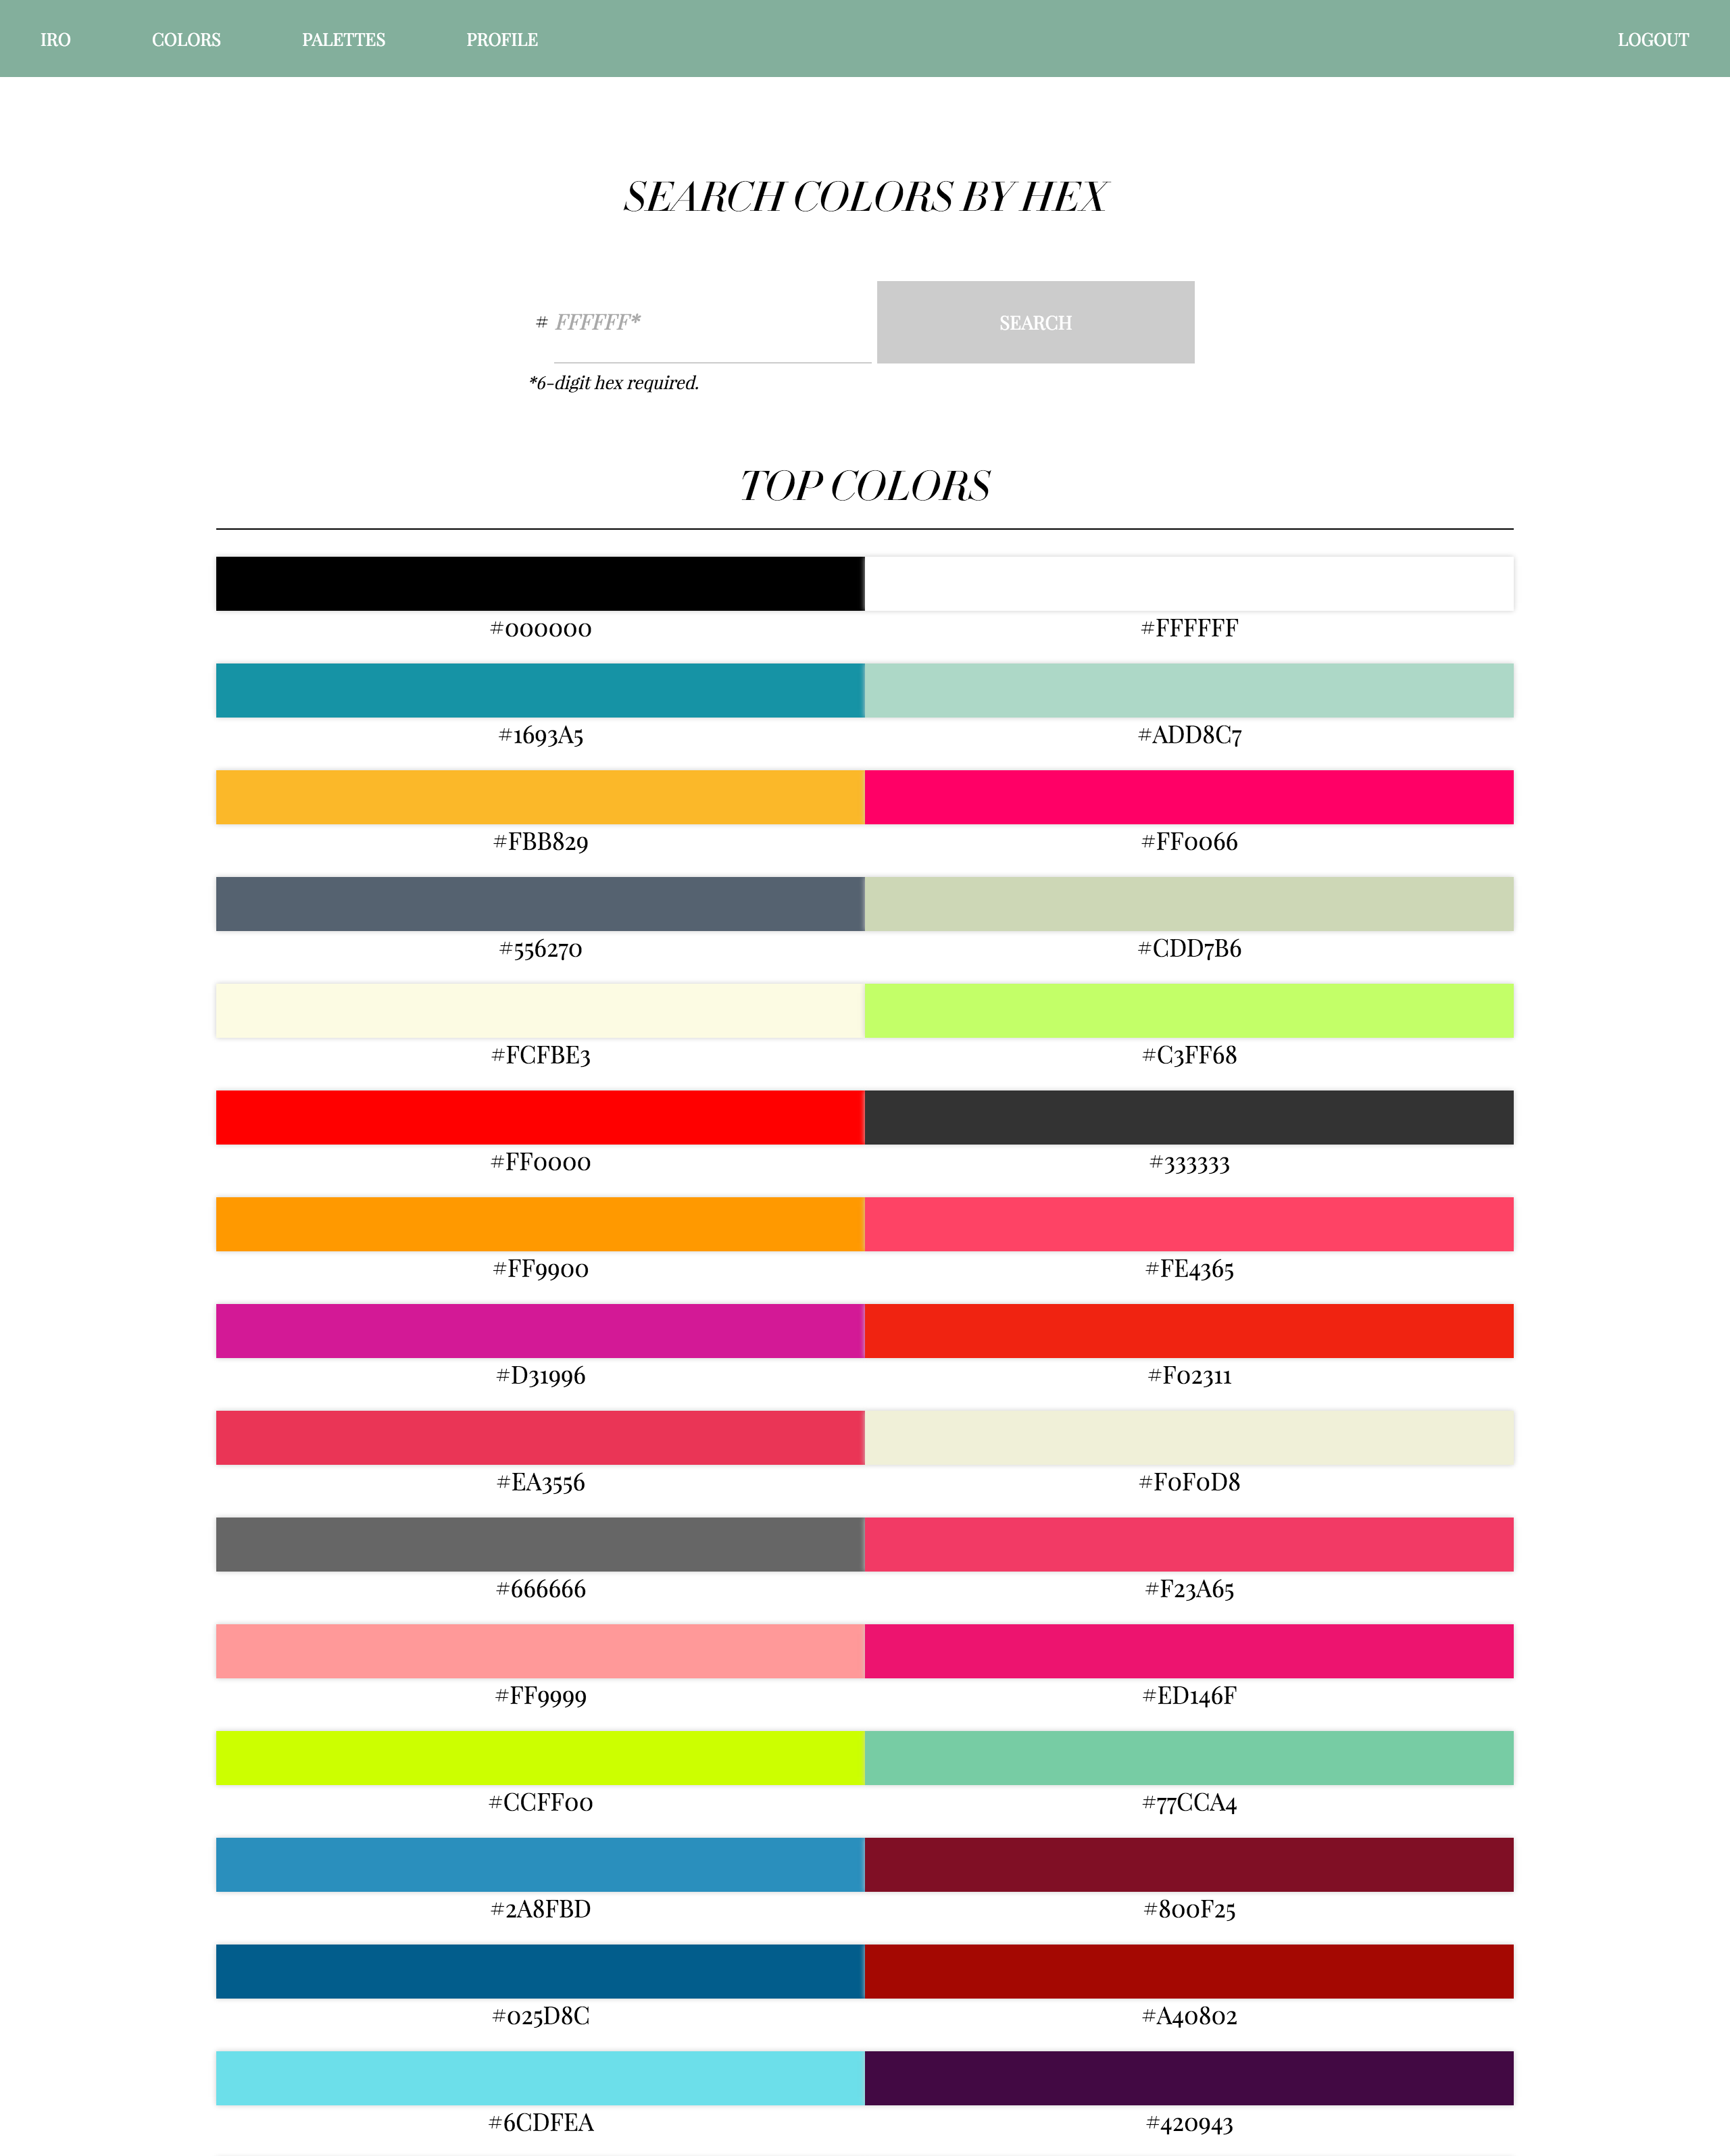 IRO COLORS PALETTES PROFILE LOGOUT
SEARCH COLORS BY HEX
# FFFFFF* SEARCH
*6-digit hex required.
TOP COLORS
#000000 #FFFFFF
#1693A5 #ADD8C7
#FBB829 #FF0066
#556270 #CDD7B6
#FCFBE3 #C3FF68
#FF0000 #333333
#FF9900 #FE4365
#D31996 #F02311
#EA3556 #F0F0D8
#666666 #F23A65
#FF9999 #ED146F
#CCFF00 #77CCA4
#2A8FBD #800F25
#025D8C #A40802
#6CDFEA #420943